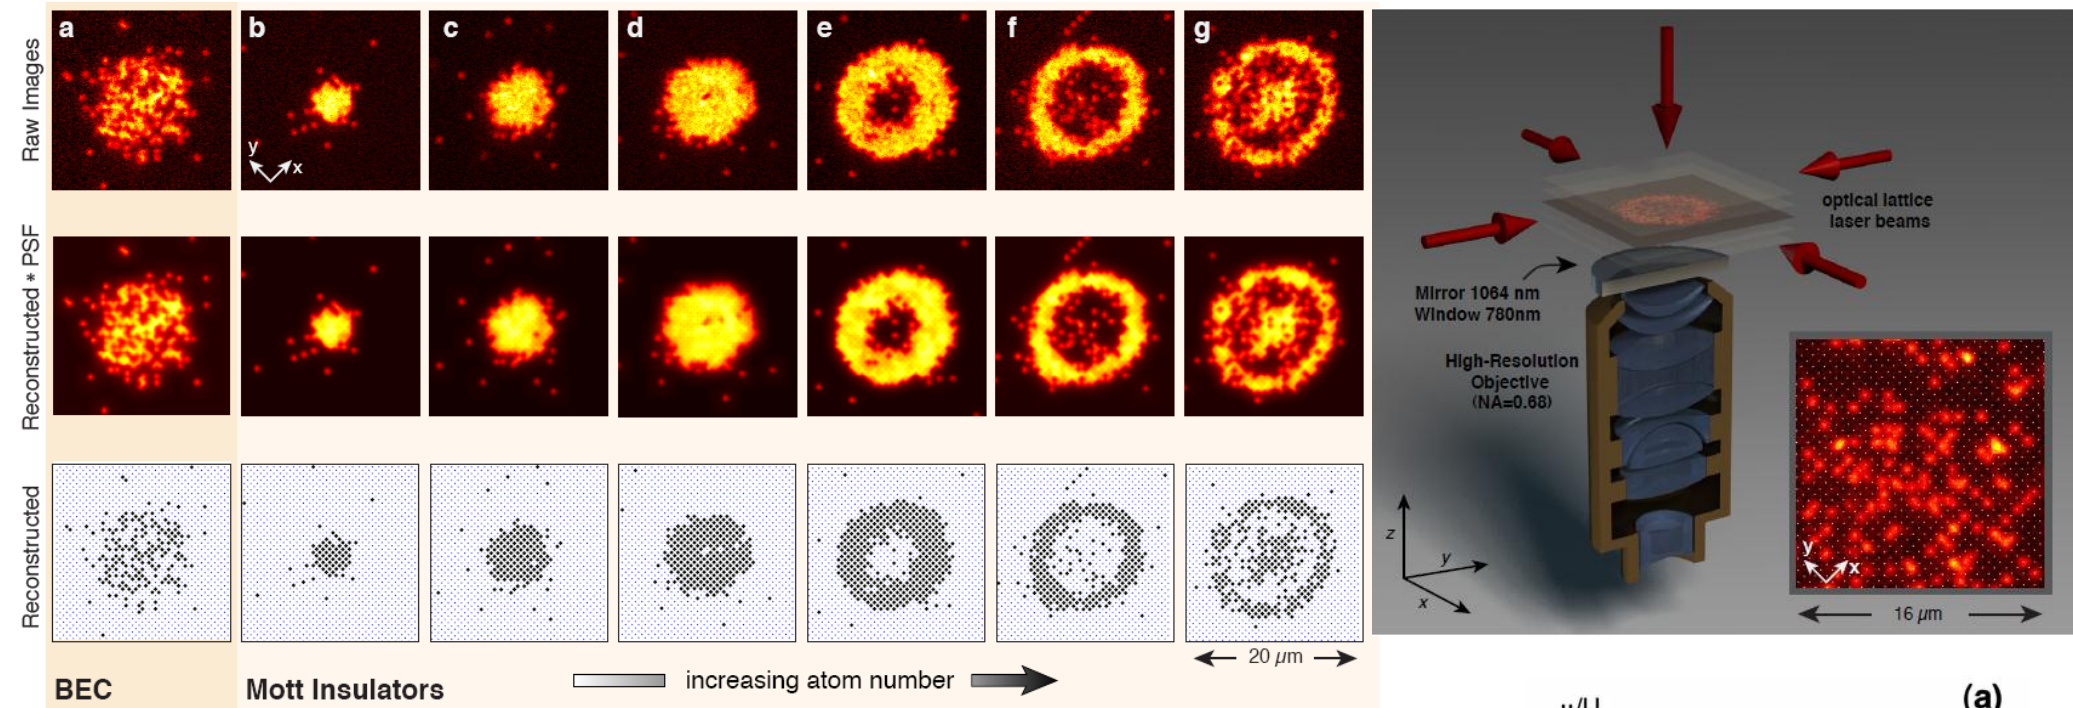 a b c d e f g
Raw Images
y x
Reconstructed * PSF
Reconstructed
20 µm
BEC
Mott Insulators
increasing atom number
optical lattice
laser beams
Mirror 1064 nm
Window 780nm
High-Resolution
Objective
(NA=0.68)
z
y
x
y
x
16 µm
(a)